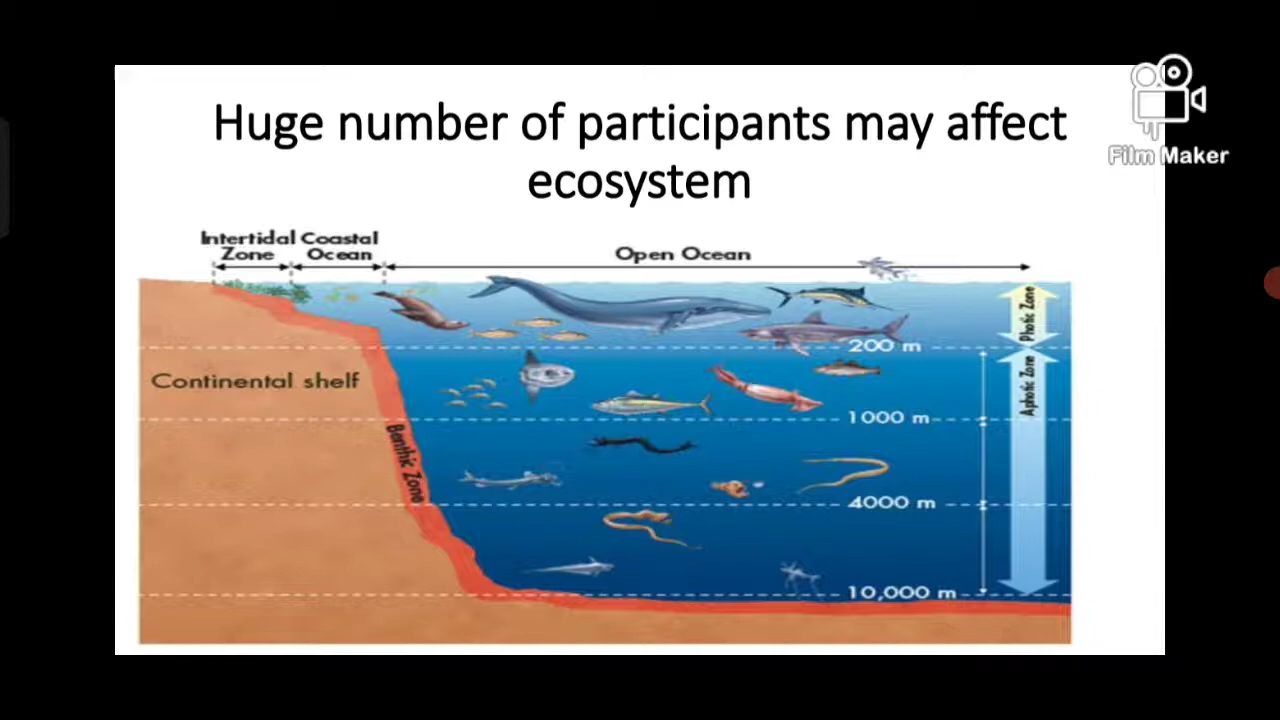 Huge number of participants may affect
ecosystem
Film Maker
Intertidal Coastal
Zone Ocean
Open Ocean
Photic Zone
200 m
Aphotic Zone
Continental shelf
1000 m
Benthic Zone
4000 m
10,000 m